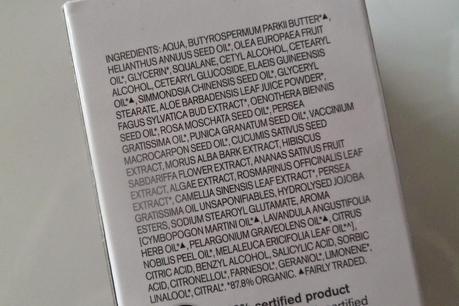 INGREDIENTS: AQUA, BUTYROSPERMUM PARKII BUTTER*▲,
HELIANTHUS ANNUUS SEED OIL*, OLEA EUROPAEA FRUIT
OIL*, GLYCERIN*, SQUALANE, CETYL ALCOHOL, CETEARYL
ALCOHOL, CETEARYL GLUCOSIDE, ELAEIS GUINEENSIS
OIL*▲, SIMMONDSIA CHINENSIS SEED OIL*, GLYCERYL
STEARATE, ALOE BARBADENSIS LEAF JUICE POWDER*,
FAGUS SYLVATICA BUD EXTRACT*, OENOTHERA BIENNIS
SEED OIL*, ROSA MOSCHATA SEED OIL*, PERSEA
GRATISSIMA OIL*, PUNICA GRANATUM SEED OIL*, VACCINIUM
MACROCARPON SEED OIL*, CUCUMIS SATIVUS SEED
EXTRACT, MORUS ALBA BARK EXTRACT, HIBISCUS
SABDARIFFA FLOWER EXTRACT, ANANAS SATIVUS FRUIT
EXTRACT, ALGAE EXTRACT, ROSMARINUS OFFICINALIS LEAF
EXTRACT*, CAMELLIA SINENSIS LEAF EXTRACT*, PERSEA
GRATISSIMA OIL UNSAPONIFIABLES, HYDROLYSED JOJOBA
ESTERS, SODIUM STEAROYL GLUTAMATE, AROMA
[CYMBOPOGON MARTINI OIL*▲, LAVANDULA ANGUSTIFOLIA
HERB OIL*▲, PELARGONIUM GRAVEOLENS OIL*▲, CITRUS
NOBILIS PEEL OIL*, MELALEUCA ERICIFOLIA LEAF OIL*^],
CITRIC ACID, BENZYL ALCOHOL, SALICYLIC ACID, SORBIC
ACID, CITRONELLOL°, FARNESOL°, GERANIOL°, LIMONENE°,
LINALOOL°, CITRAL°. *87.8% ORGANIC. ▲FAIRLY TRADED.
% certified product
certified